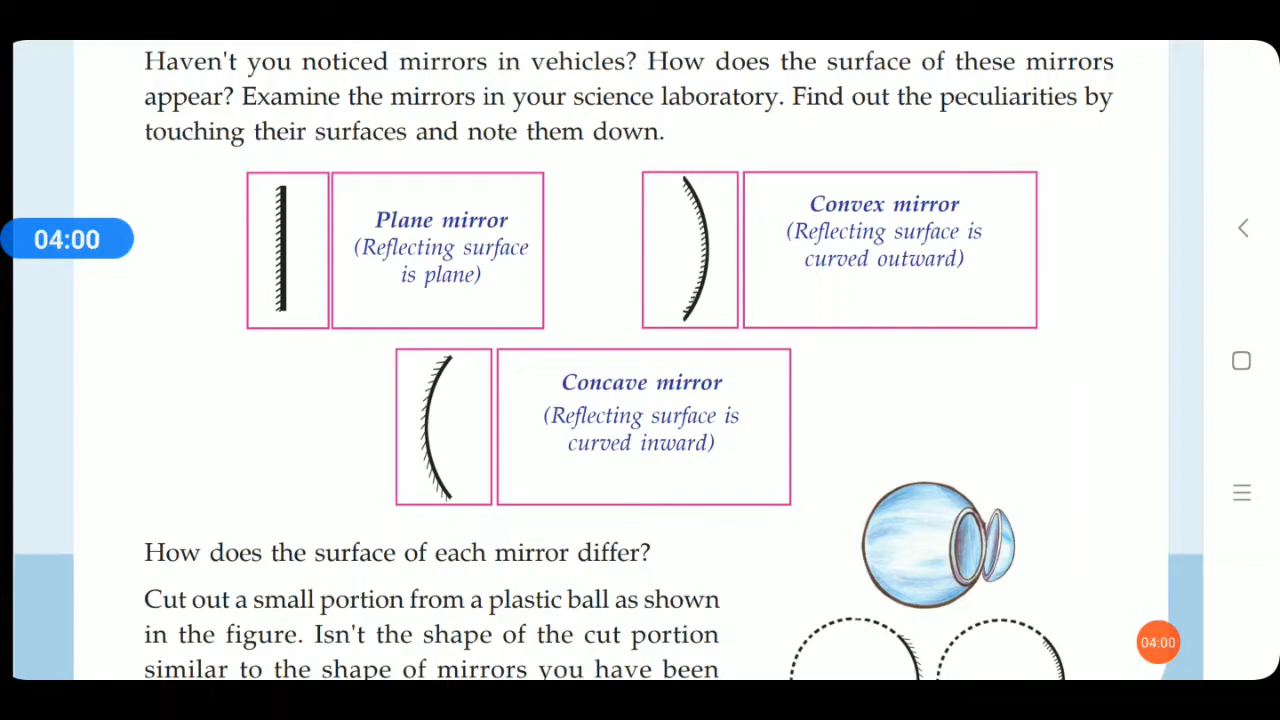 Haven't you noticed mirrors in vehicles? How does the surface of these mirrors
appear? Examine the mirrors in your science laboratory. Find out the peculiarities by
touching their surfaces and note them down.
Plane mirror
(Reflecting surface
is plane)
Convex mirror
(Reflecting surface is
curved outward)
04:00
Concave mirror
(Reflecting surface is
curved inward)
How does the surface of each mirror differ?
Cut out a small portion from a plastic ball as shown
in the figure. Isn't the shape of the cut portion
similar to the shape of mirrors you have been
04:00